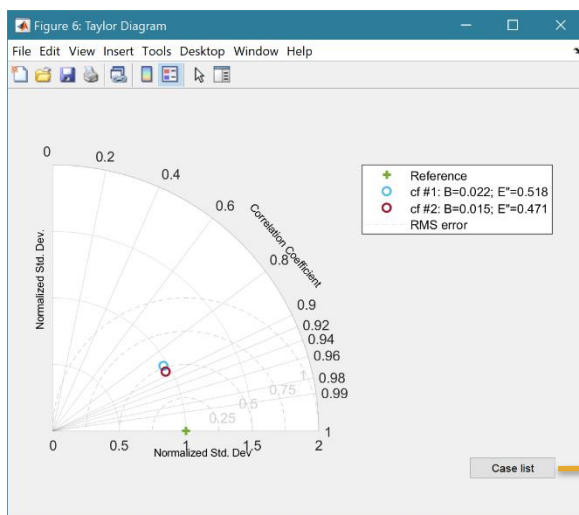 Figure 6: Taylor Diagram
File Edit View Insert Tools Desktop Window Help
0
0.2
0.4
0.6
Correlation Coefficient
0.8
0.9
0.92
0.94
0.96
0.98
0.99
1
Reference
cf #1: B=0.022; E"=0.518
cf #2: B=0.015; E"=0.471
RMS error
Normalized Std. Dev.
1
0.75
0.5
0.25
0 0.5 1 1.5 2
Normalized Std. Dev.
Case list